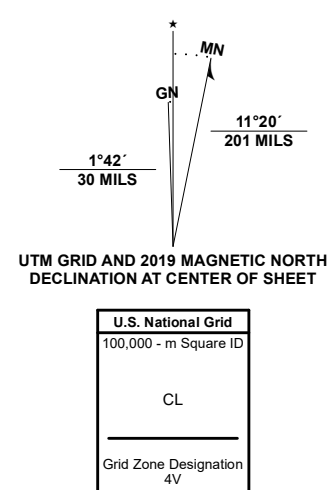 ★
MN
GN
11°20´
201 MILS
1°42´
30 MILS
UTM GRID AND 2019 MAGNETIC NORTH
DECLINATION AT CENTER OF SHEET
U.S. National Grid
100,000 - m Square ID
CL
Grid Zone Designation
4V